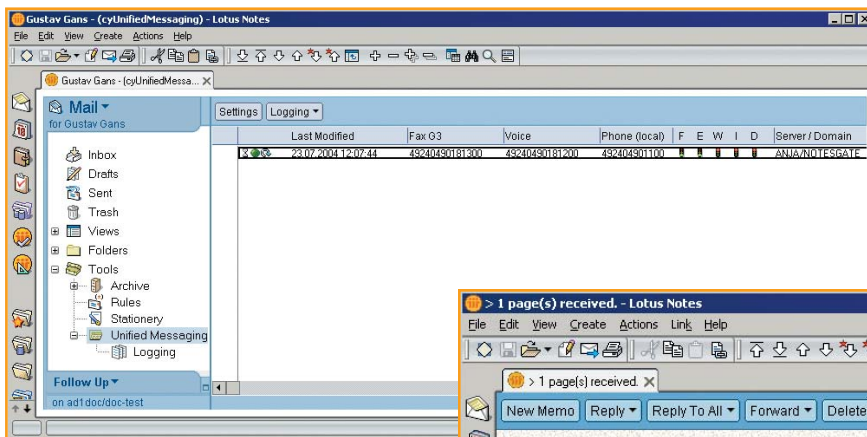 Gustav Gans - (cyUnifiedMessaging) - Lotus Notes
File Edit View Create Actions Help
Gustav Gans - (cyUnifiedMessa...
Mail
for Gustav Gans
Settings Logging
Last Modified Fax G3 Voice Phone (local) F E W I D Server / Domain
23.07.2004 12:07:44 49240490181300 49240490181200 492404901100 ANJA/NOTESGATE
Inbox
Drafts
Sent
Trash
Views
Folders
Tools
Archive
Rules
Stationery
Unified Messaging
Logging
Follow Up
on ad1doc/doc-test
> 1 page(s) received. - Lotus Notes
File Edit View Create Actions Link Help
> 1 page(s) received.
New Memo Reply Reply To All Forward Delete